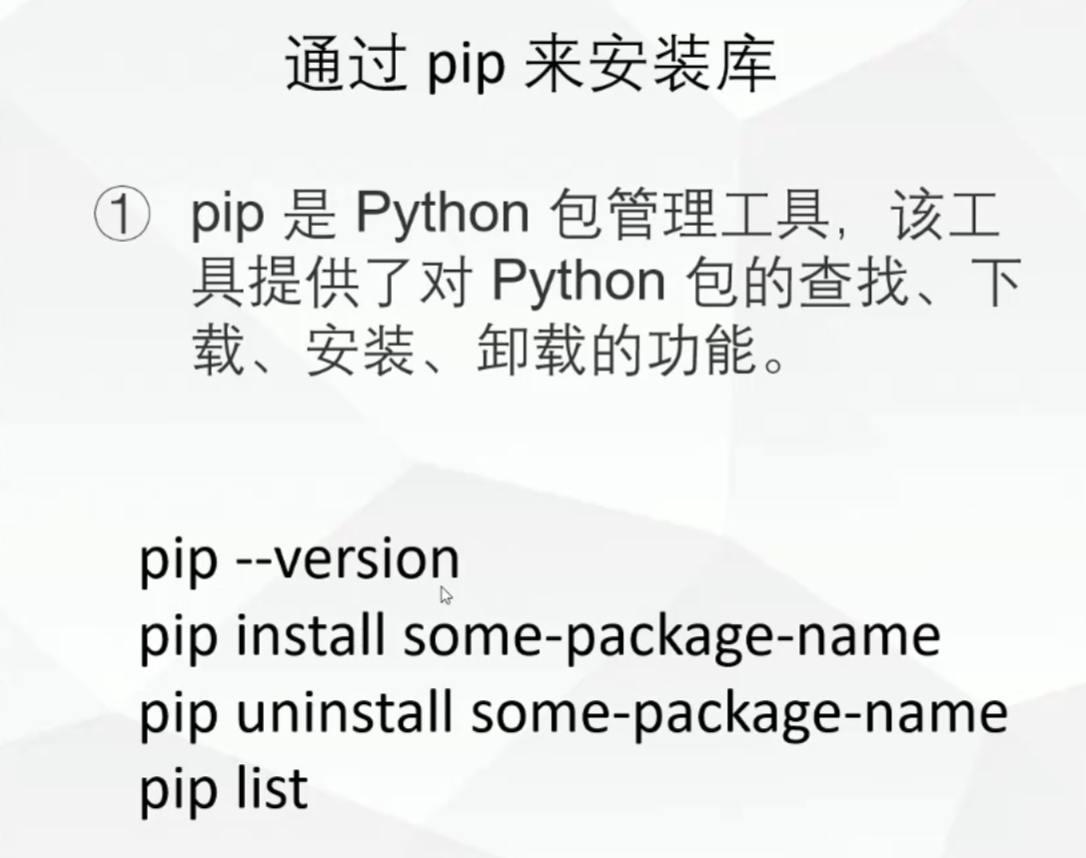 通过 pip 来安装库
① pip 是 Python 包管理工具，该工
具提供了对 Python 包的查找、下
载、安装、卸载的功能。
pip --version
pip install some-package-name
pip uninstall some-package-name
pip list